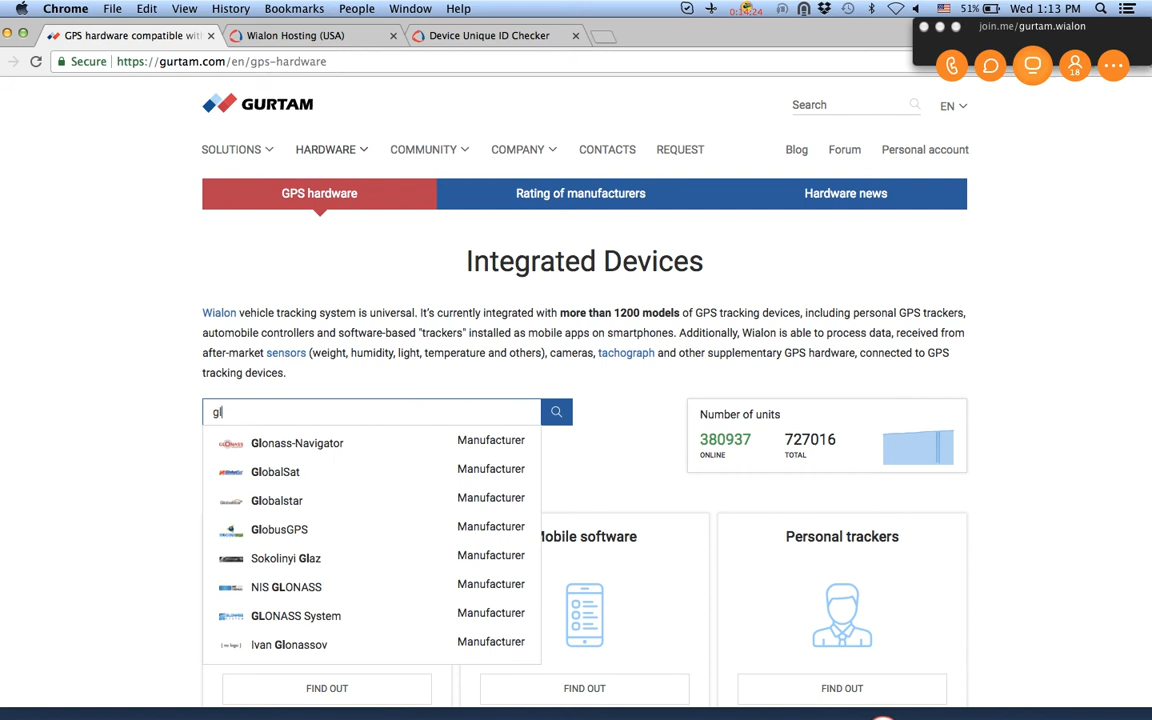 Chrome File Edit View History Bookmarks People Window Help 0:14:24 51% Wed 1:13 PM
GPS hardware compatible with × Wialon Hosting (USA) × Device Unique ID Checker ×
join.me/gurtam.wialon
Secure https://gurtam.com/en/gps-hardware
18
GURTAM
Search
EN
SOLUTIONS HARDWARE COMMUNITY COMPANY CONTACTS REQUEST Blog Forum Personal account
GPS hardware Rating of manufacturers Hardware news
Integrated Devices
Wialon vehicle tracking system is universal. It's currently integrated with more than 1200 models of GPS tracking devices, including personal GPS trackers,
automobile controllers and software-based "trackers" installed as mobile apps on smartphones. Additionally, Wialon is able to process data, received from
after-market sensors (weight, humidity, light, temperature and others), cameras, tachograph and other supplementary GPS hardware, connected to GPS
tracking devices.
gl
Number of units
380937 727016
ONLINE TOTAL
Glonass-Navigator Manufacturer
GlobalSat Manufacturer
Globalstar Manufacturer
GlobusGPS Manufacturer
Sokolinyi Glaz Manufacturer
NIS GLONASS Manufacturer
GLONASS System Manufacturer
Ivan Glonassov Manufacturer
Mobile software
Personal trackers
FIND OUT FIND OUT FIND OUT